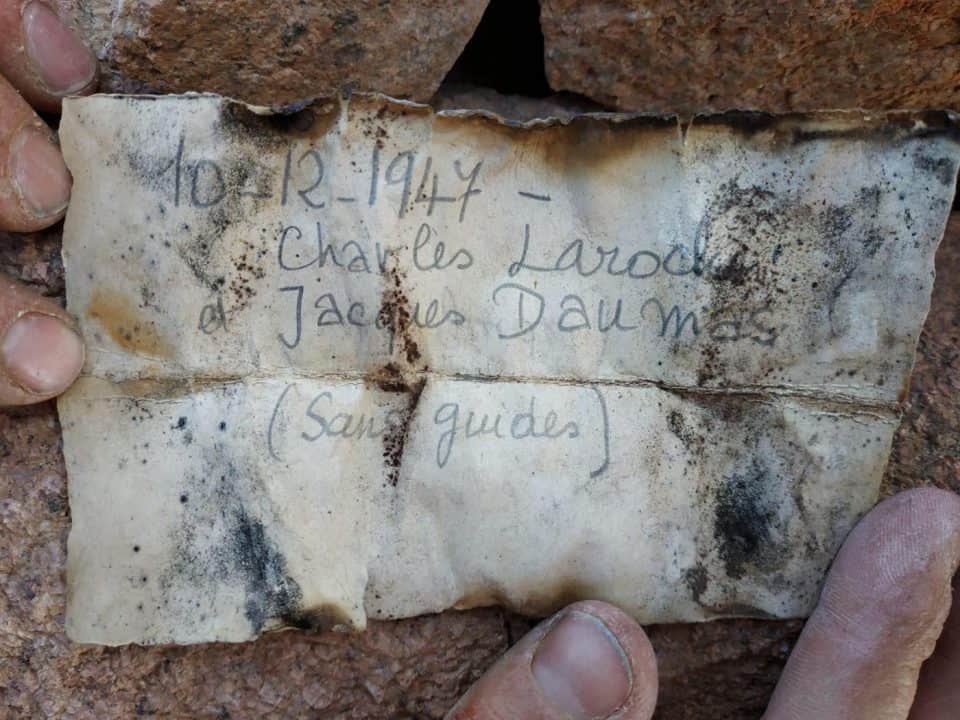 10-12-1947 -
Charles Laroche
et Jacques Daumas
(Sans guides)